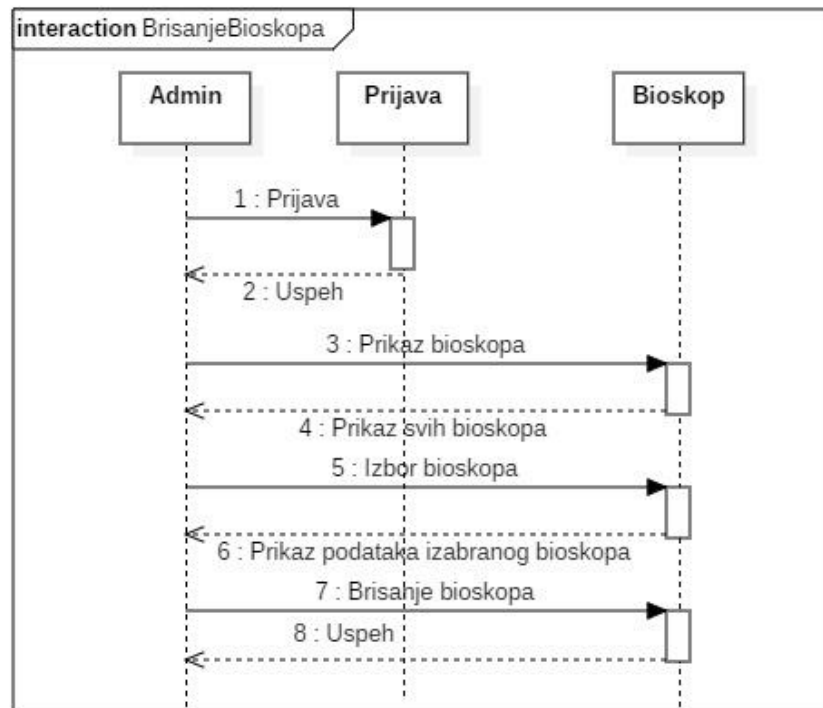 interaction BrisanjeBioskopa
Admin
Prijava
Bioskop
1 : Prijava
2 : Uspeh
3 : Prikaz bioskopa
4 : Prikaz svih bioskopa
5 : Izbor bioskopa
6 : Prikaz podataka izabranog bioskopa
7 : Brisanje bioskopa
8 : Uspeh